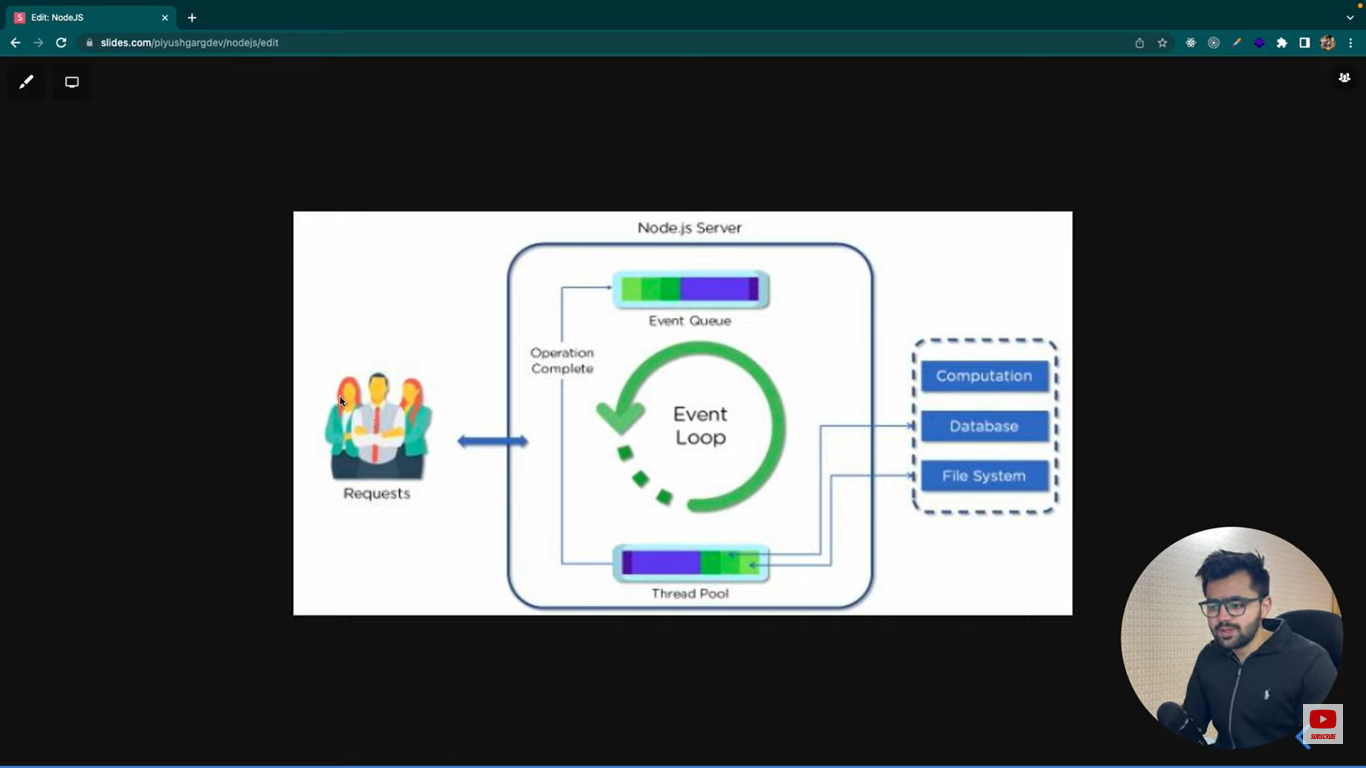 Edit: NodeJS
slides.com/piyushgargdev/nodejs/edit
Node.js Server
Event Queue
Operation
Complete
Event
Loop
Computation
Database
File System
Requests
Thread Pool
SUBSCRIBE